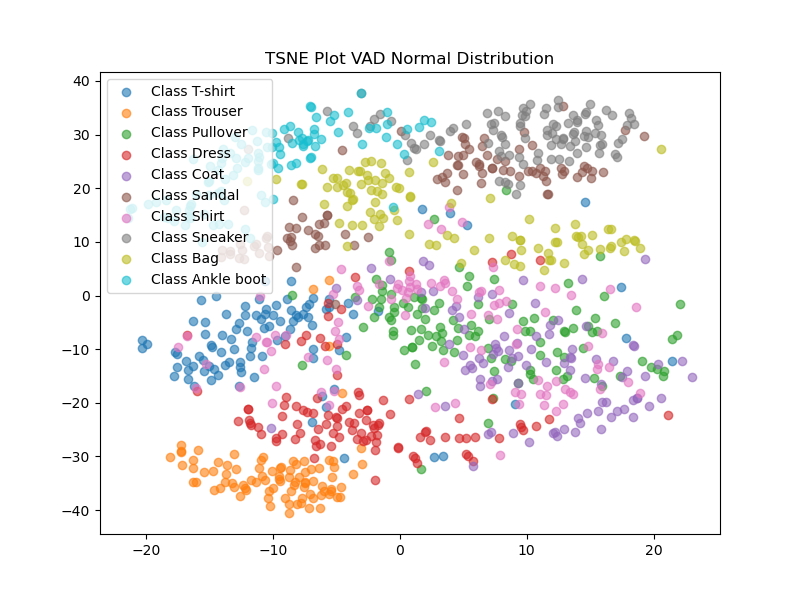 TSNE Plot VAD Normal Distribution
40
30
20
10
0
−10
−20
−30
−40
Class T-shirt
Class Trouser
Class Pullover
Class Dress
Class Coat
Class Sandal
Class Shirt
Class Sneaker
Class Bag
Class Ankle boot
−20
−10
0
10
20